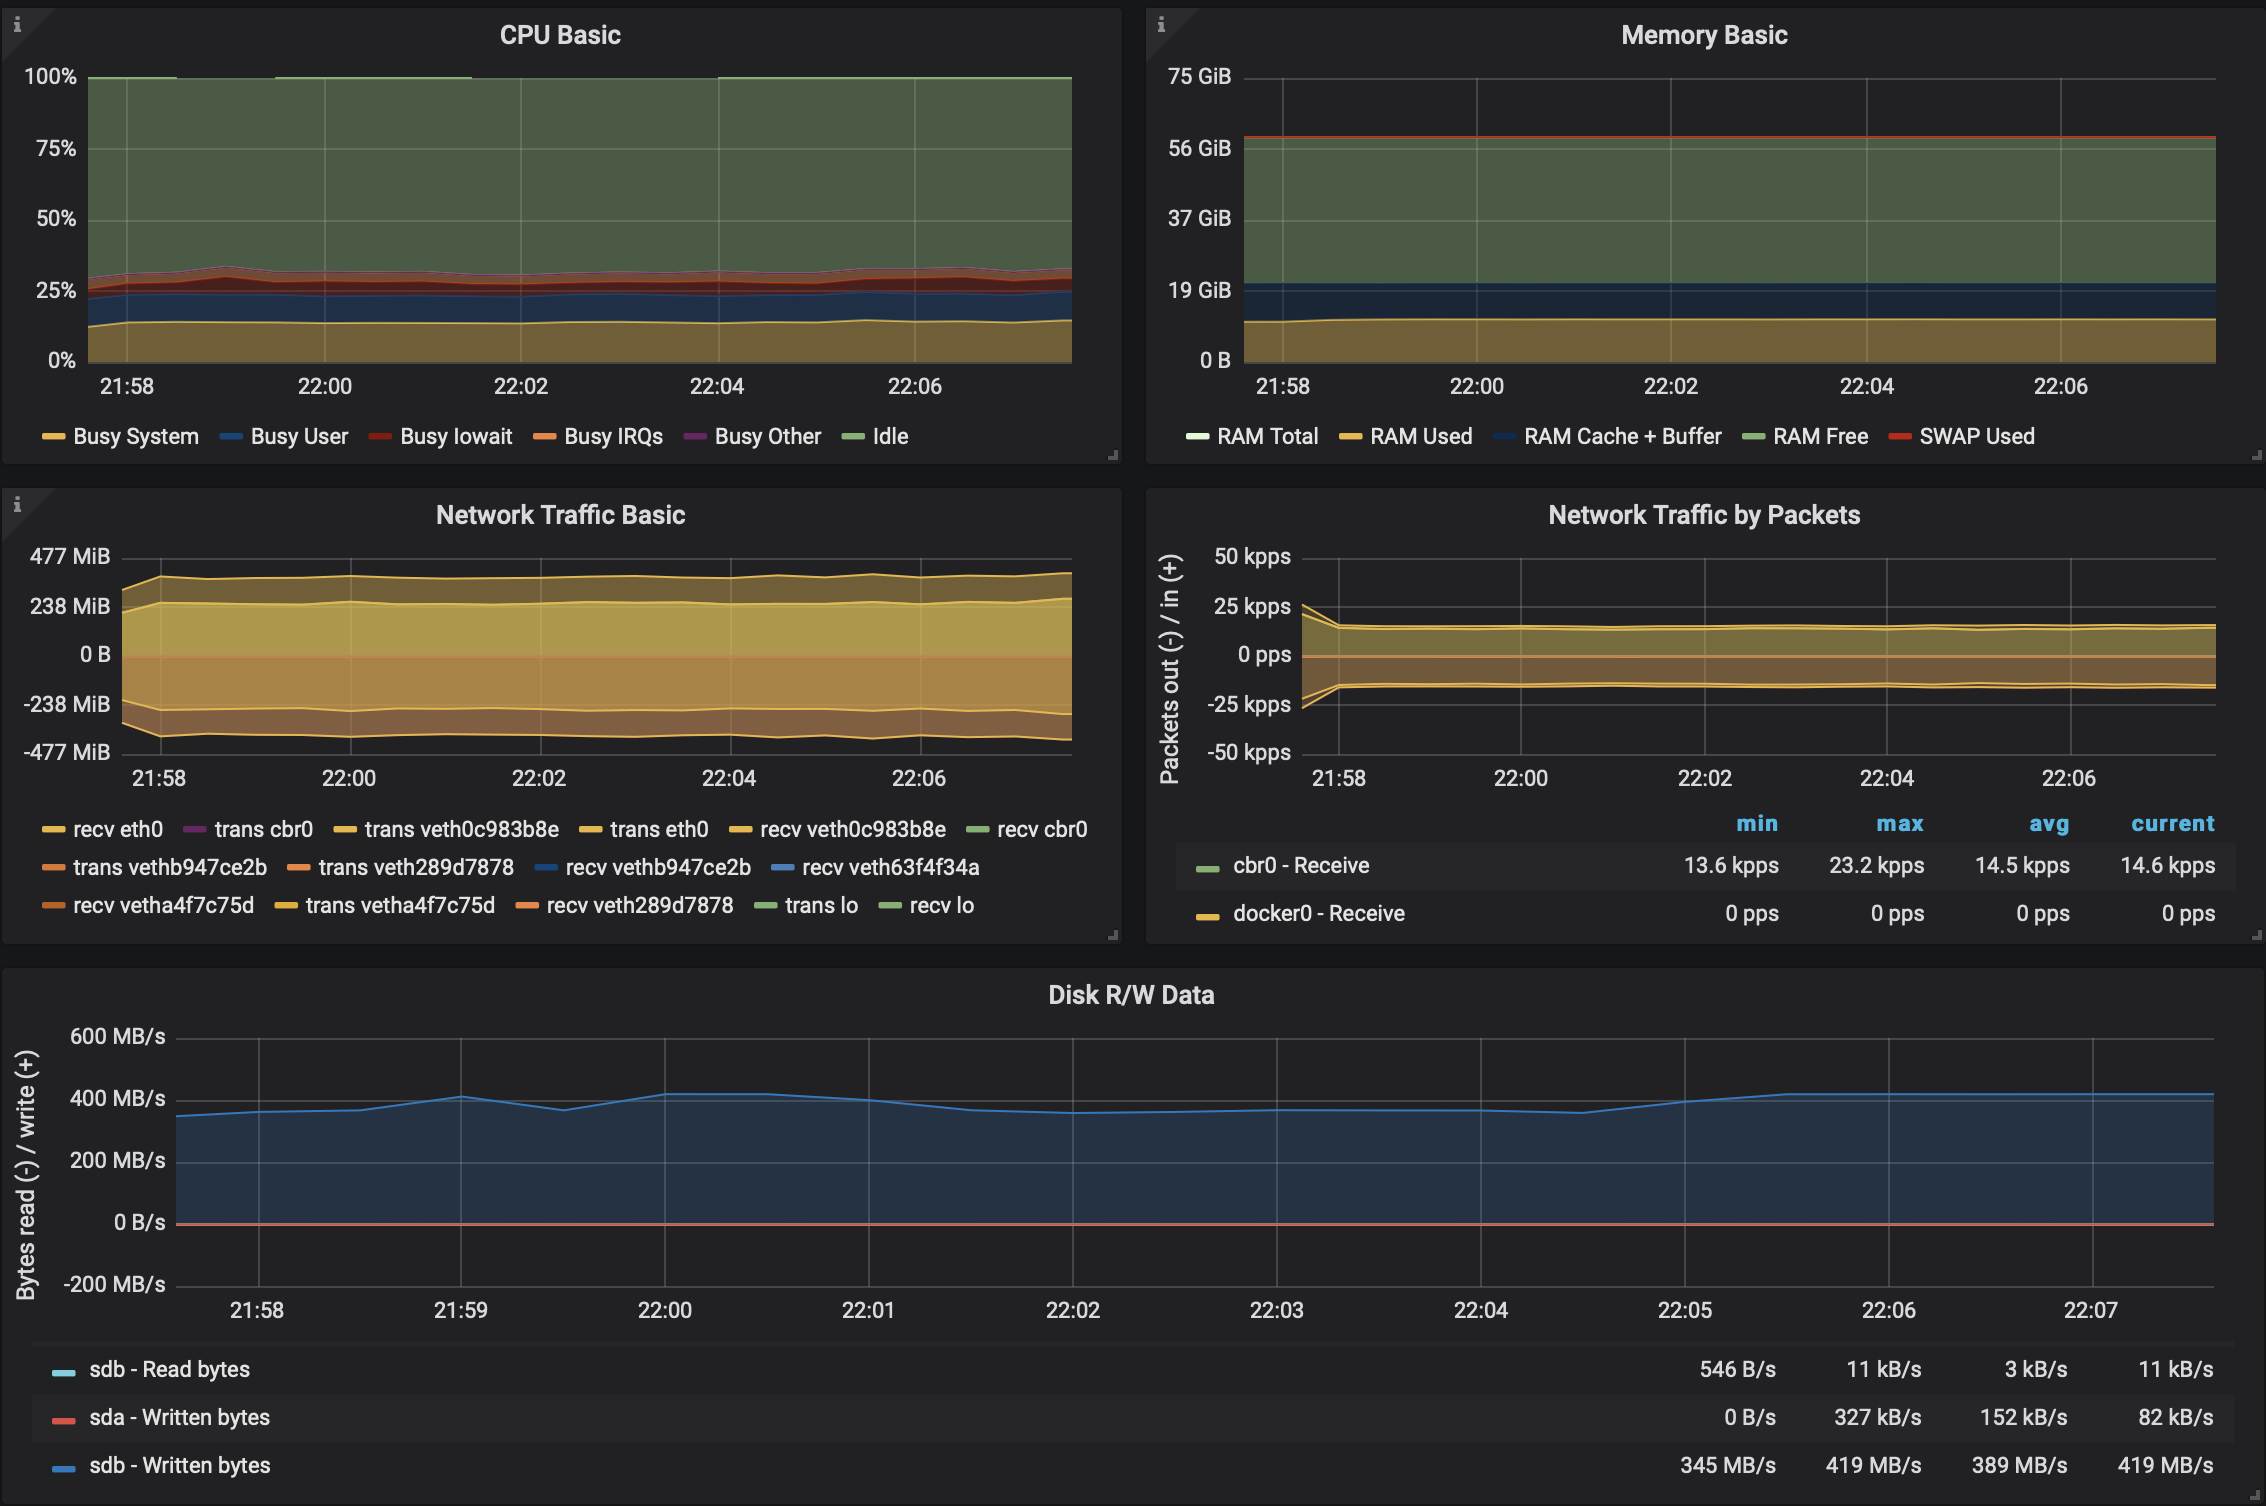 CPU Basic
100%
75%
50%
25%
0%
21:58 22:00 22:02 22:04 22:06
Busy System Busy User Busy Iowait Busy IRQs Busy Other Idle
Memory Basic
75 GiB
56 GiB
37 GiB
19 GiB
0 B
21:58 22:00 22:02 22:04 22:06
RAM Total RAM Used RAM Cache + Buffer RAM Free SWAP Used
Network Traffic Basic
477 MiB
238 MiB
0 B
-238 MiB
-477 MiB
21:58 22:00 22:02 22:04 22:06
recv eth0 trans cbr0 trans veth0c983b8e trans eth0 recv veth0c983b8e recv cbr0
trans vethb947ce2b trans veth289d7878 recv vethb947ce2b recv veth63f4f34a
recv vetha4f7c75d trans vetha4f7c75d recv veth289d7878 trans lo recv lo
Network Traffic by Packets
Packets out (-) / in (+)
50 kpps
25 kpps
0 pps
-25 kpps
-50 kpps
21:58 22:00 22:02 22:04 22:06
min max avg current
cbr0 - Receive 13.6 kpps 23.2 kpps 14.5 kpps 14.6 kpps
docker0 - Receive 0 pps 0 pps 0 pps 0 pps
Disk R/W Data
Bytes read (-) / write (+)
600 MB/s
400 MB/s
200 MB/s
0 B/s
-200 MB/s
21:58 21:59 22:00 22:01 22:02 22:03 22:04 22:05 22:06 22:07
sdb - Read bytes 546 B/s 11 kB/s 3 kB/s 11 kB/s
sda - Written bytes 0 B/s 327 kB/s 152 kB/s 82 kB/s
sdb - Written bytes 345 MB/s 419 MB/s 389 MB/s 419 MB/s